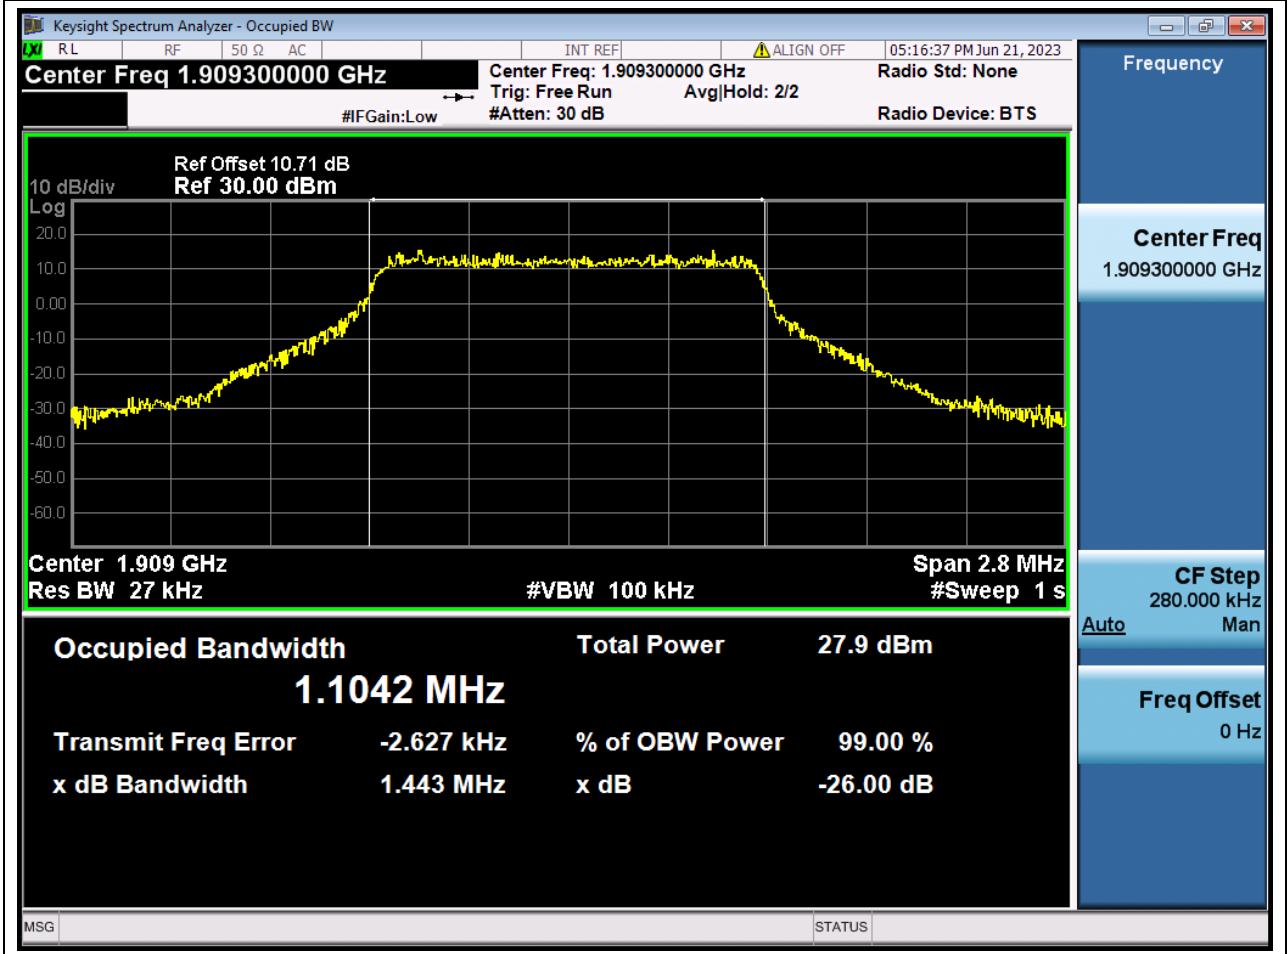 Keysight Spectrum Analyzer - Occupied BW
LXI RL RF 50 Ω AC INT REF ALIGN OFF 05:16:37 PM Jun 21, 2023
Center Freq 1.909300000 GHz
Center Freq: 1.909300000 GHz
Radio Std: None
Trig: Free Run Avg|Hold: 2/2
#IFGain:Low
#Atten: 30 dB
Radio Device: BTS
Frequency
Ref Offset 10.71 dB
10 dB/div Ref 30.00 dBm
Log
20.0
10.0
0.00
-10.0
-20.0
-30.0
-40.0
-50.0
-60.0
Center 1.909 GHz Span 2.8 MHz
Res BW 27 kHz #VBW 100 kHz #Sweep 1 s
Center Freq
1.909300000 GHz
CF Step
280.000 kHz
Auto Man
Freq Offset
0 Hz
Occupied Bandwidth Total Power 27.9 dBm
1.1042 MHz
Transmit Freq Error -2.627 kHz % of OBW Power 99.00 %
x dB Bandwidth 1.443 MHz x dB -26.00 dB
MSG STATUS